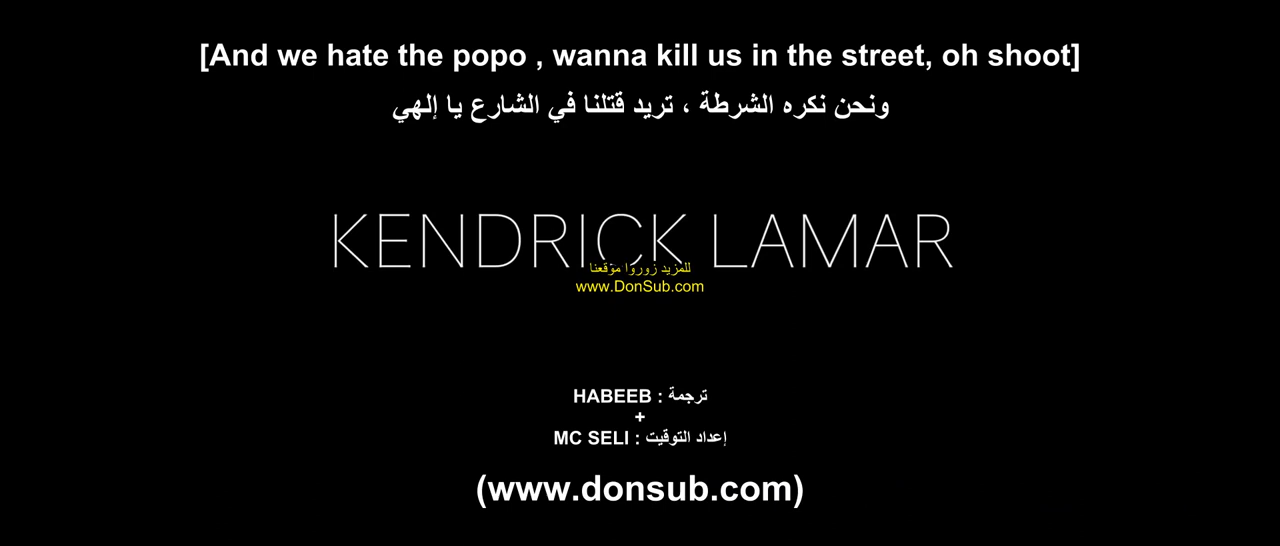 [And we hate the popo , wanna kill us in the street, oh shoot]
ونحن نكره الشرطة ، تريد قتلنا في الشارع يا إلهي
KENDRICK LAMAR
للمزيد زوروا موقعنا
www.DonSub.com
ترجمة : HABEEB
+
إعداد التوقيت : MC SELI
(www.donsub.com)